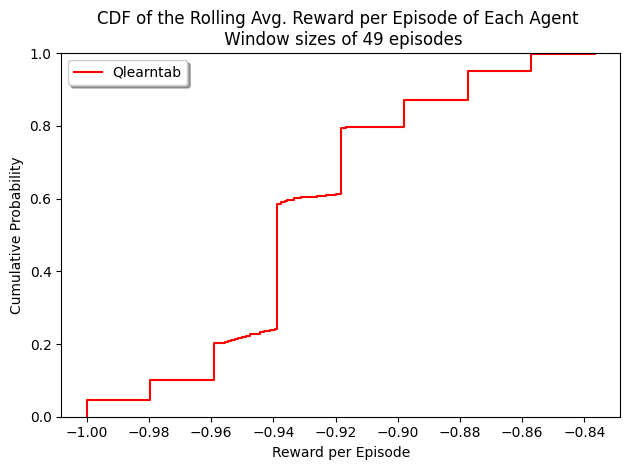 CDF of the Rolling Avg. Reward per Episode of Each Agent
Window sizes of 49 episodes
Qlearntab
1.0
0.8
0.6
0.4
0.2
0.0
Cumulative Probability
−1.00 −0.98 −0.96 −0.94 −0.92 −0.90 −0.88 −0.86 −0.84
Reward per Episode